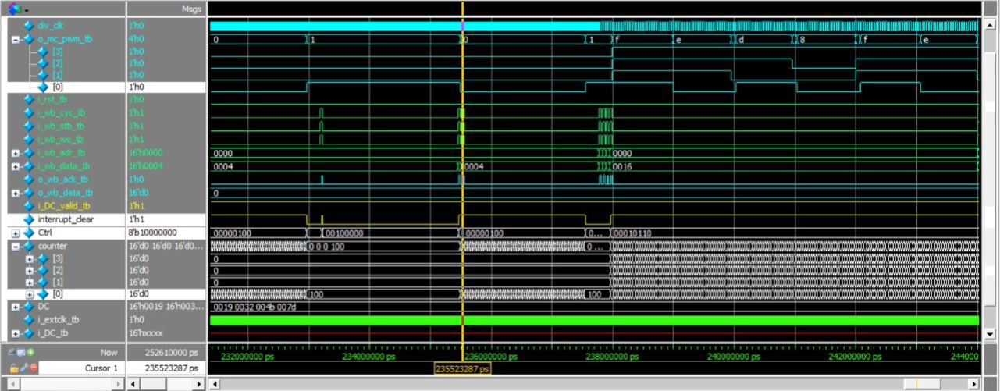 Msgs
div_clk 1'h0
o_mc_pwm_tb 4'h0 0 1 0 1 f e d 8 f e
[3] 1'h0
[2] 1'h0
[1] 1'h0
[0] 1'h0
i_rst_tb 1'h0
i_wb_cyc_tb 1'h1
i_wb_stb_tb 1'h1
i_wb_we_tb 1'h1
i_wb_adr_tb 16'h0000 0000 0000
i_wb_data_tb 16'h0004 0004 0004 0016
o_wb_ack_tb 1'h0
o_wb_data_tb 16'd0 0
i_DC_valid_tb 1'h1
interrupt_clear 1'h1
Ctrl 8'b10000000 00000100 00100000 00000100 0... 00010110
counter 16'd0 16'd0 16'd0... 0 0 0 100 0 ...
[3] 16'd0 0
[2] 16'd0 0
[1] 16'd0 0
[0] 16'd0 100 100
DC 16'h0019 16'h003... 0019 0032 004b 007d
i_extclk_tb 1'h0
i_DC_tb 16'hxxxx
Now 252610000 ps 232000000 ps 234000000 ps 236000000 ps 238000000 ps 240000000 ps 242000000 ps 244000
Cursor 1 235523287 ps 235523287 ps